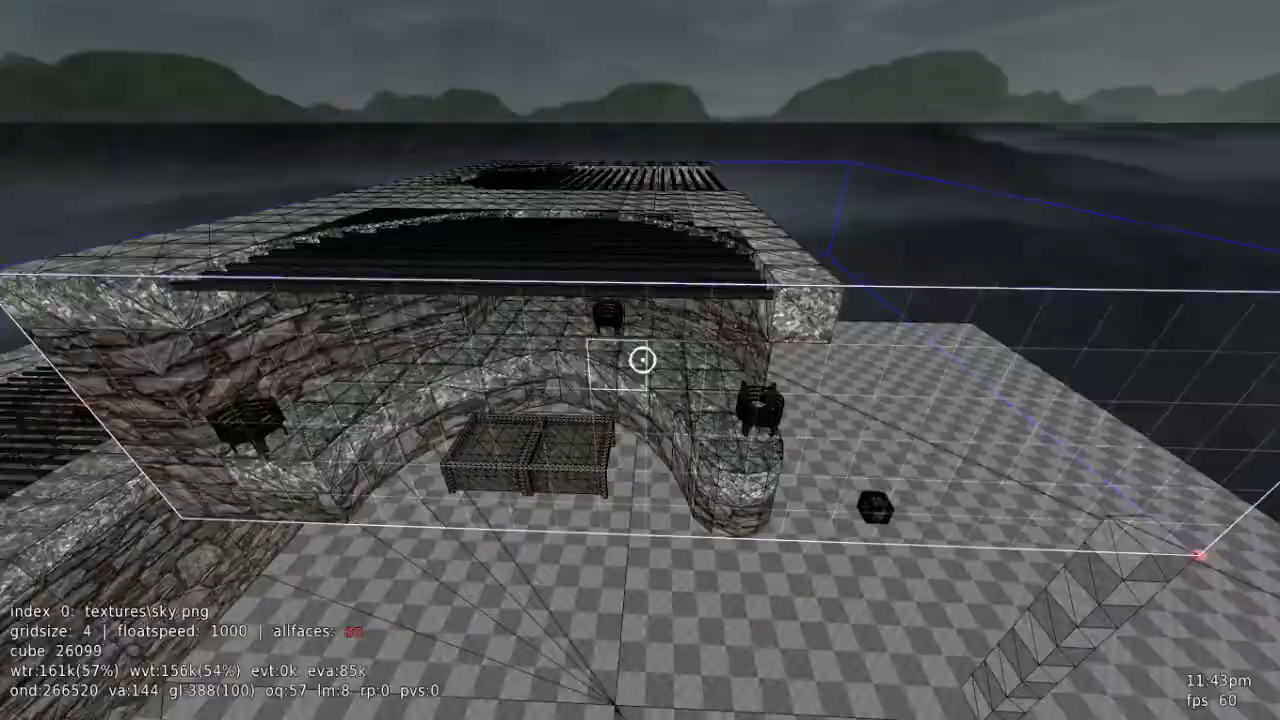 index 0: textures\sky.png
gridsize: 4 | floatspeed: 1000 | allfaces: on
cube 26099
wtr:161k(57%) wvt:156k(54%) evt:0k eva:85k
ond:266520 va:144 gl:388(100) oq:57 lm:8 rp:0 pvs:0
11:43pm
fps 60